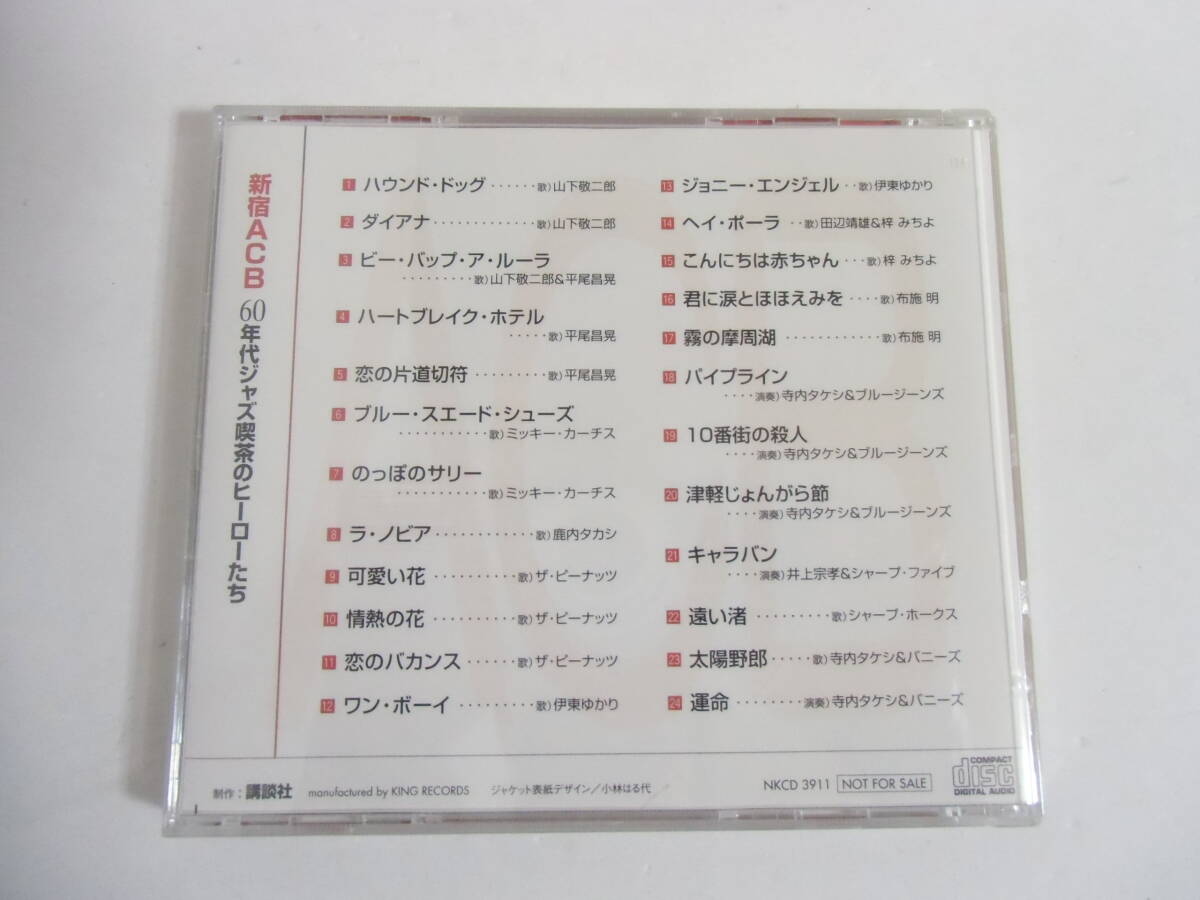 新宿ACB 60年代ジャズ喫茶のヒーローたち
1 ハウンド・ドッグ ・・・・・・歌)山下敬二郎
2 ダイアナ・・・・・・・・・・・・・歌)山下敬二郎
3 ビー・バップ・ア・ルーラ
・・・・・・・・・歌)山下敬二郎&平尾昌晃
4 ハートブレイク・ホテル
・・・・・歌)平尾昌晃
5 恋の片道切符 ・・・・・・・・・歌)平尾昌晃
6 ブルー・スエード・シューズ
・・・・・・・・・・・歌)ミッキー・カーチス
7 のっぽのサリー
・・・・・・・・・・・歌)ミッキー・カーチス
8 ラ・ノビア ・・・・・・・・・・・・歌)鹿内タカシ
9 可愛い花 ・・・・・・・・・・歌)ザ・ピーナッツ
10 情熱の花 ・・・・・・・・・・歌)ザ・ピーナッツ
11 恋のバカンス ・・・・・・歌)ザ・ピーナッツ
12 ワン・ボーイ ・・・・・・・・・歌)伊東ゆかり
13 ジョニー・エンジェル ・・歌)伊東ゆかり
14 ヘイ・ポーラ ・・歌)田辺靖雄&梓 みちよ
15 こんにちは赤ちゃん ・・・歌)梓 みちよ
16 君に涙とほほえみを ・・・・歌)布施 明
17 霧の摩周湖 ・・・・・・・・・・・・歌)布施 明
18 パイプライン
・・・・演奏)寺内タケシ&ブルージーンズ
19 10番街の殺人
・・・・演奏)寺内タケシ&ブルージーンズ
20 津軽じょんがら節
・・・・演奏)寺内タケシ&ブルージーンズ
21 キャラバン
・・・・演奏)井上宗孝&シャープ・ファイブ
22 遠い渚 ・・・・・・・・・歌)シャープ・ホークス
23 太陽野郎 ・・・・・歌)寺内タケシ&バニーズ
24 運命 ・・・・・・・・演奏)寺内タケシ&バニーズ
制作:講談社 manufactured by KING RECORDS ジャケット表紙デザイン/小林はる代 NKCD 3911 NOT FOR SALE
COMPACT
disc
DIGITAL AUDIO